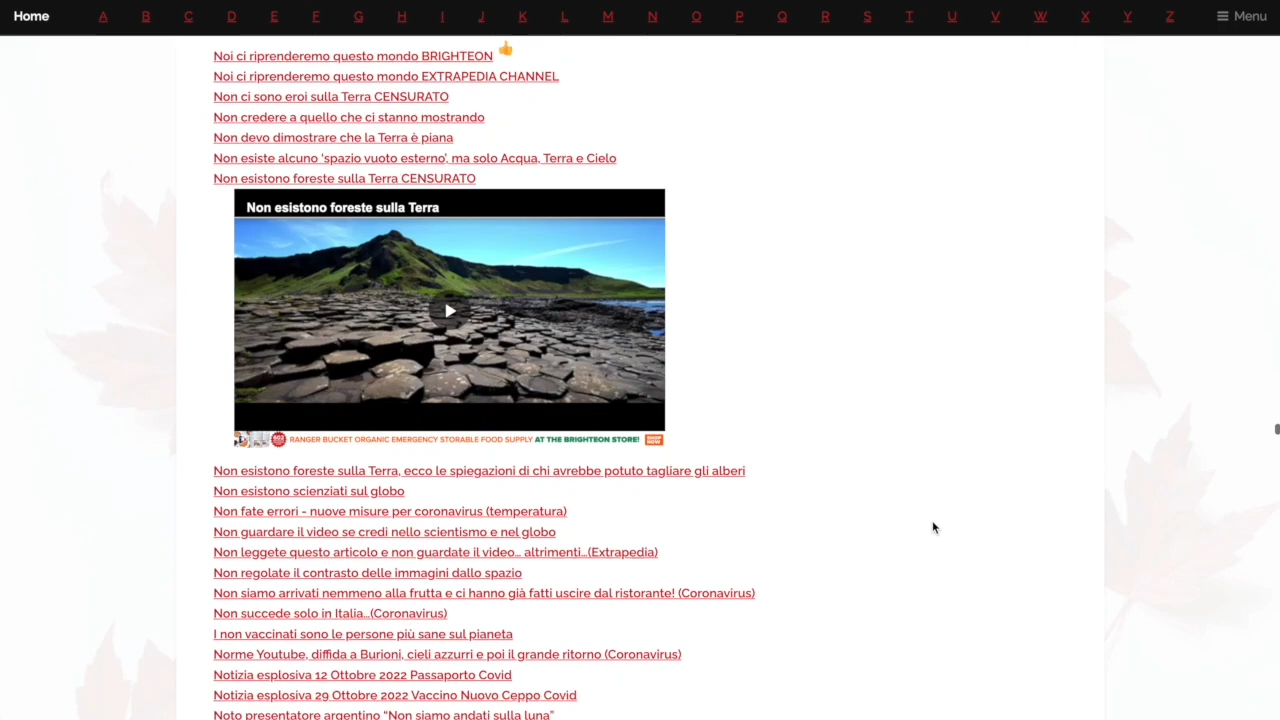 Home A B C D E F G H I J K L M N O P Q R S T U V W X Y Z Menu
Noi ci riprenderemo questo mondo BRIGHTEON
Noi ci riprenderemo questo mondo EXTRAPEDIA CHANNEL
Non ci sono eroi sulla Terra CENSURATO
Non credere a quello che ci stanno mostrando
Non devo dimostrare che la Terra è piana
Non esiste alcuno 'spazio vuoto esterno', ma solo Acqua, Terra e Cielo
Non esistono foreste sulla Terra CENSURATO
Non esistono foreste sulla Terra
RANGER BUCKET ORGANIC EMERGENCY STORABLE FOOD SUPPLY AT THE BRIGHTEON STORE! SHOP NOW
Non esistono foreste sulla Terra, ecco le spiegazioni di chi avrebbe potuto tagliare gli alberi
Non esistono scienziati sul globo
Non fate errori - nuove misure per coronavirus (temperatura)
Non guardare il video se credi nello scientismo e nel globo
Non leggete questo articolo e non guardate il video... altrimenti...(Extrapedia)
Non regolate il contrasto delle immagini dallo spazio
Non siamo arrivati nemmeno alla frutta e ci hanno già fatti uscire dal ristorante! (Coronavirus)
Non succede solo in Italia...(Coronavirus)
I non vaccinati sono le persone più sane sul pianeta
Norme Youtube, diffida a Burioni, cieli azzurri e poi il grande ritorno (Coronavirus)
Notizia esplosiva 12 Ottobre 2022 Passaporto Covid
Notizia esplosiva 29 Ottobre 2022 Vaccino Nuovo Ceppo Covid
Noto presentatore argentino “Non siamo andati sulla luna”